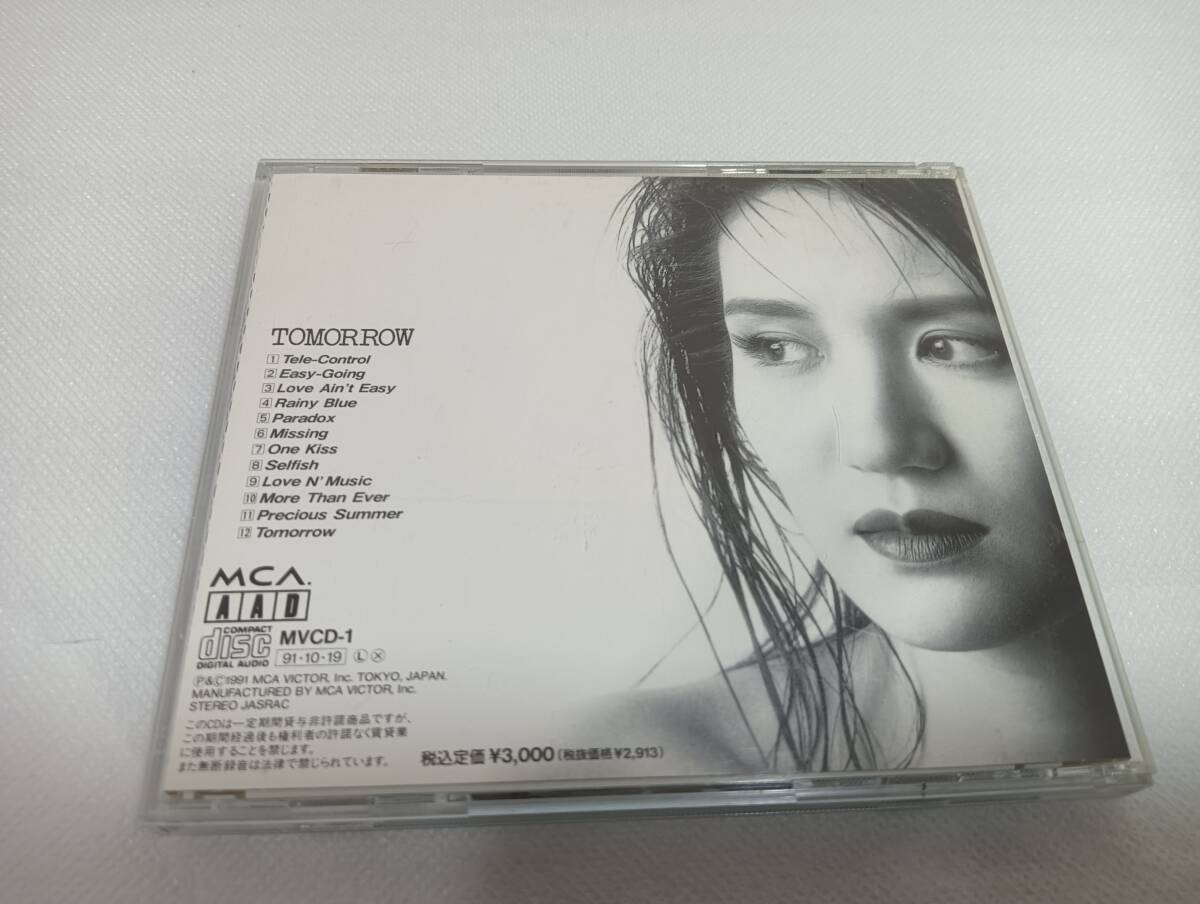 TOMORROW
1 Tele-Control
2 Easy-Going
3 Love Ain't Easy
4 Rainy Blue
5 Paradox
6 Missing
7 One Kiss
8 Selfish
9 Love N' Music
10 More Than Ever
11 Precious Summer
12 Tomorrow
MCA.
AAD
COMPACT
disc MVCD-1
DIGITAL AUDIO 91・10・19 Ⓛ Ⓧ
Ⓟ&Ⓒ1991 MCA VICTOR, Inc. TOKYO, JAPAN.
MANUFACTURED BY MCA VICTOR, Inc.
STEREO JASRAC
このCDは一定期間貸与非許諾商品ですが、
この期間経過後も権利者の許諾なく賃貸業
に使用することを禁じます。
また無断録音は法律で禁じられています。
税込定価¥3,000(税抜価格¥2,913)